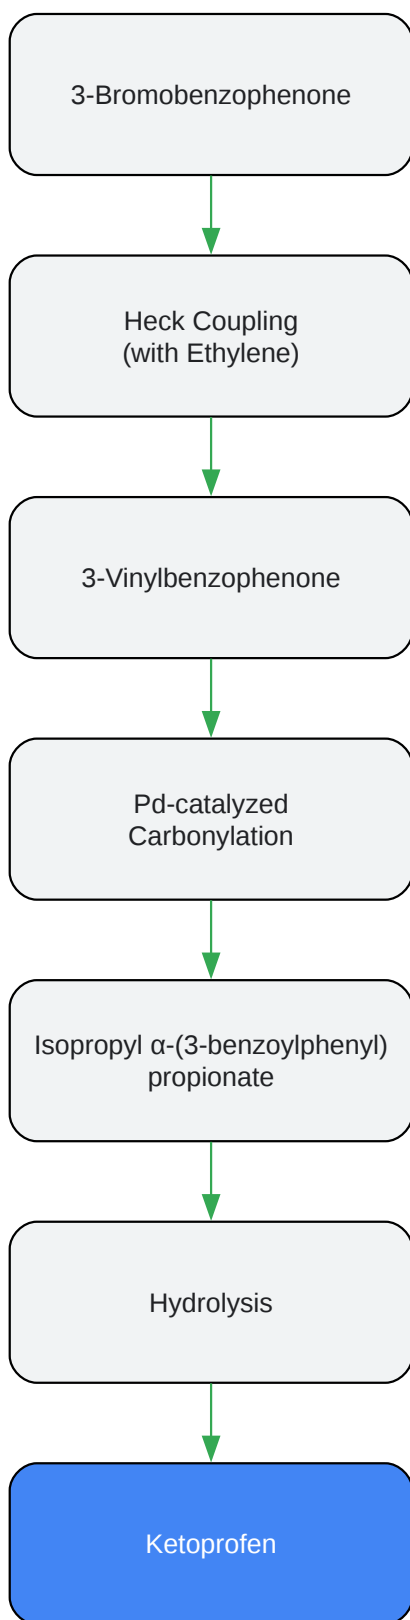 3-Bromobenzophenone
Heck Coupling
(with Ethylene)
3-Vinylbenzophenone
Pd-catalyzed
Carbonylation
Isopropyl α-(3-benzoylphenyl)
propionate
Hydrolysis
Ketoprofen